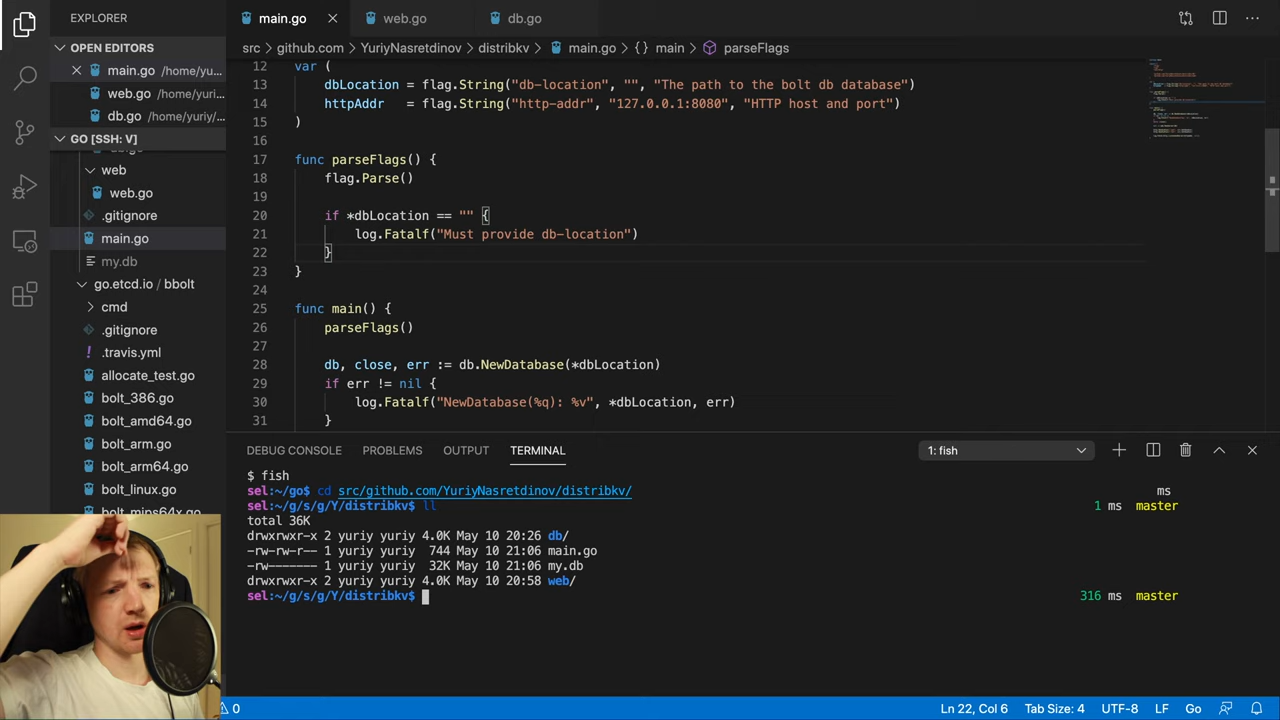 EXPLORER
OPEN EDITORS
main.go /home/yu...
web.go /home/yuri...
db.go /home/yuriy/...
GO [SSH: V]
web
web.go
.gitignore
main.go
my.db
go.etcd.io / bbolt
cmd
.gitignore
.travis.yml
allocate_test.go
bolt_386.go
bolt_amd64.go
bolt_arm.go
bolt_arm64.go
bolt_linux.go
bolt_mips64x.go
main.go
web.go
db.go
src > github.com > YuriyNasretdinov > distribkv > main.go > {} main > parseFlags
12 var (
13 dbLocation = flag.String("db-location", "", "The path to the bolt db database")
14 httpAddr = flag.String("http-addr", "127.0.0.1:8080", "HTTP host and port")
15 )
16
17 func parseFlags() {
18 flag.Parse()
19
20 if *dbLocation == "" {
21 log.Fatalf("Must provide db-location")
22 }
23 }
24
25 func main() {
26 parseFlags()
27
28 db, close, err := db.NewDatabase(*dbLocation)
29 if err != nil {
30 log.Fatalf("NewDatabase(%q): %v", *dbLocation, err)
31 }
DEBUG CONSOLE PROBLEMS OUTPUT TERMINAL 1: fish
$ fish
sel:~/go$ cd src/github.com/YuriyNasretdinov/distribkv/ ms
sel:~/g/s/g/Y/distribkv$ ll 1 ms master
total 36K
drwxrwxr-x 2 yuriy yuriy 4.0K May 10 20:26 db/
-rw-rw-r-- 1 yuriy yuriy 744 May 10 21:06 main.go
-rw------- 1 yuriy yuriy 32K May 10 21:06 my.db
drwxrwxr-x 2 yuriy yuriy 4.0K May 10 20:58 web/
sel:~/g/s/g/Y/distribkv$ 316 ms master
0 Ln 22, Col 6 Tab Size: 4 UTF-8 LF Go